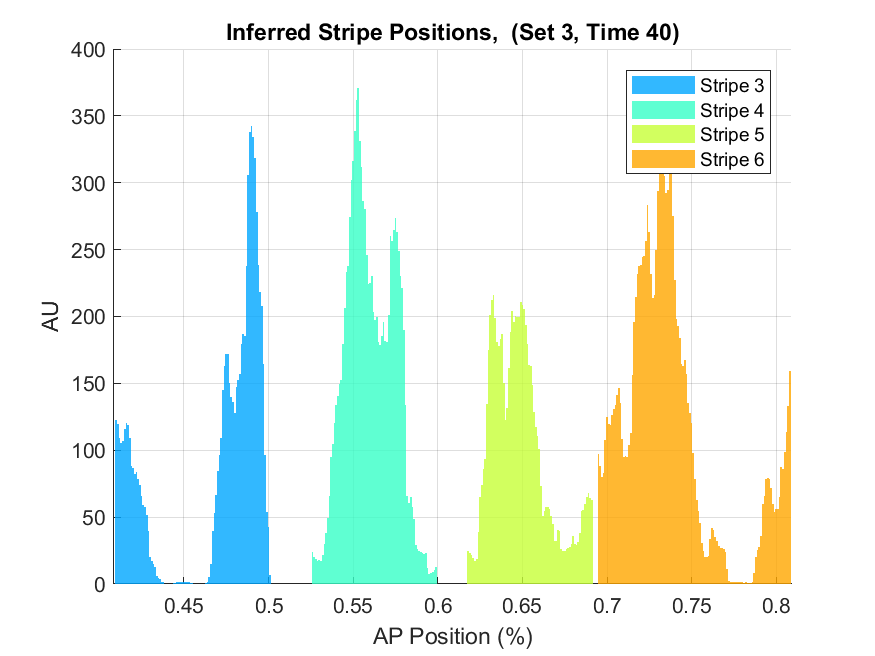 Inferred Stripe Positions,  (Set 3, Time 40)
400
350
300
250
200
150
100
50
0
AU
Stripe 3
Stripe 4
Stripe 5
Stripe 6
0.45 0.5 0.55 0.6 0.65 0.7 0.75 0.8
AP Position (%)